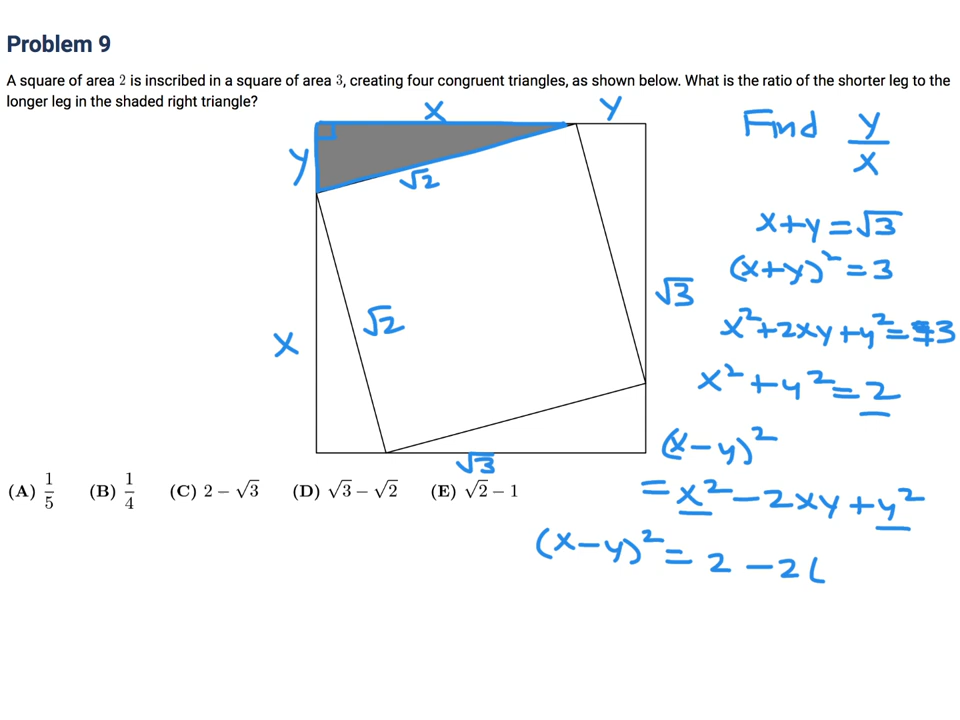 Problem 9
A square of area 2 is inscribed in a square of area 3, creating four congruent triangles, as shown below. What is the ratio of the shorter leg to the
longer leg in the shaded right triangle?
x
y
y
√2
√2
x
√3
√3
Find y/x
x+y=√3
(x+y)²=3
x²+2xy+y²=3
x²+y²=2
(x-y)²
=x²-2xy+y²
(x-y)²=2-2(
(A) 1/5 (B) 1/4 (C) 2 − √3 (D) √3 − √2 (E) √2 − 1